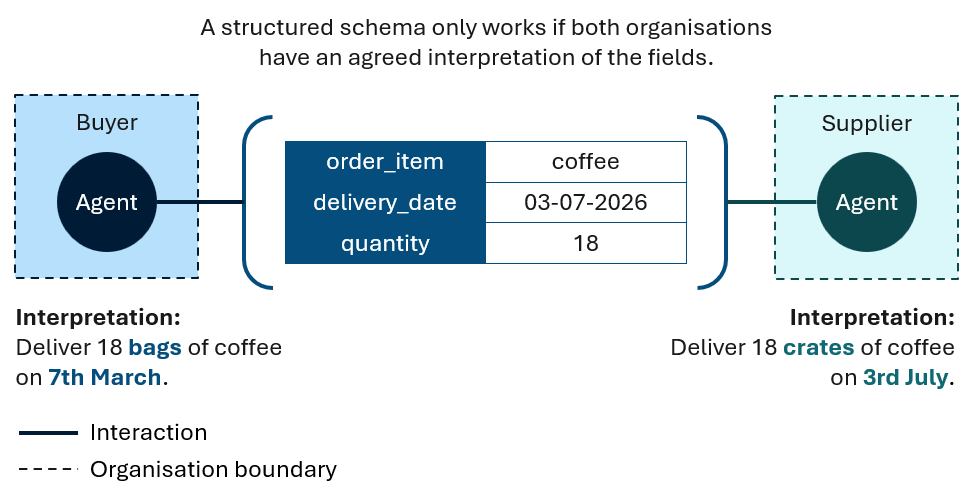 A structured schema only works if both organisations
have an agreed interpretation of the fields.
Buyer
Agent
order_item coffee
delivery_date 03-07-2026
quantity 18
Supplier
Agent
Interpretation:
Deliver 18 bags of coffee
on 7th March.
Interpretation:
Deliver 18 crates of coffee
on 3rd July.
Interaction
Organisation boundary